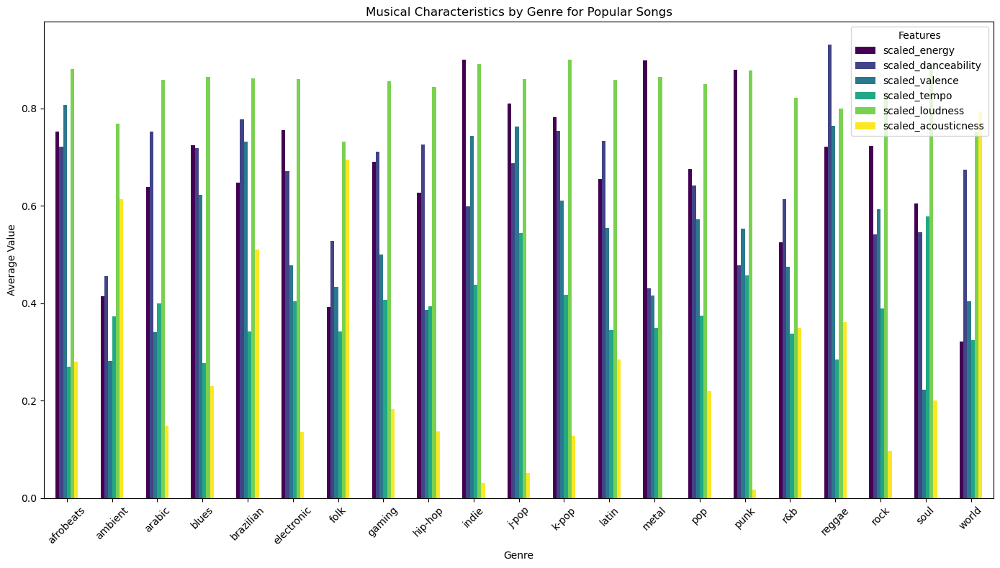 Musical Characteristics by Genre for Popular Songs
Features
scaled_energy
scaled_danceability
scaled_valence
scaled_tempo
scaled_loudness
scaled_acousticness
Average Value
0.8
0.6
0.4
0.2
0.0
afrobeats
ambient
arabic
blues
brazilian
electronic
folk
gaming
hip-hop
indie
j-pop
k-pop
latin
metal
pop
punk
r&b
reggae
rock
soul
world
Genre